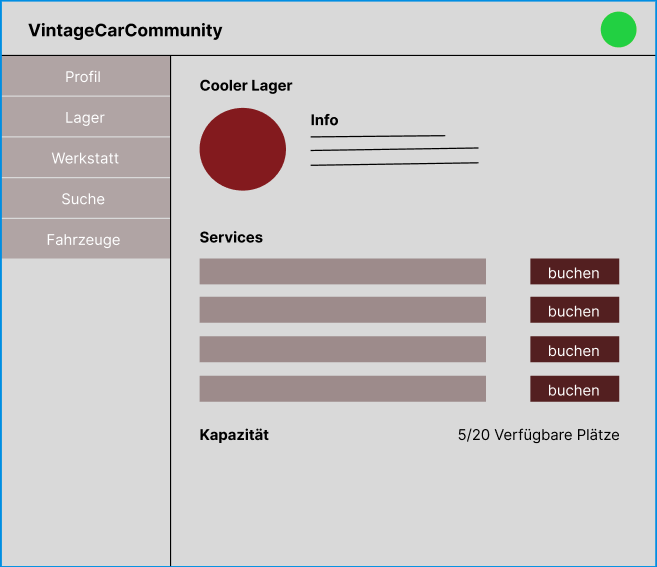 VintageCarCommunity
Profil
Lager
Werkstatt
Suche
Fahrzeuge
Cooler Lager
Info
Services
buchen
buchen
buchen
buchen
Kapazität 5/20 Verfügbare Plätze